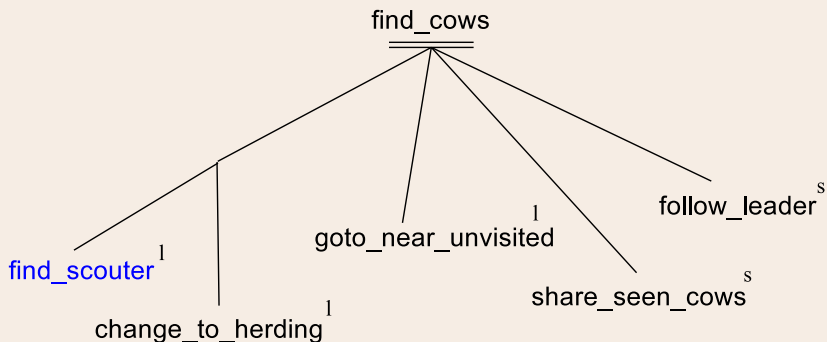 find_cows
follow_leader s
goto_near_unvisited l
find_scouter l
share_seen_cows s
change_to_herding l